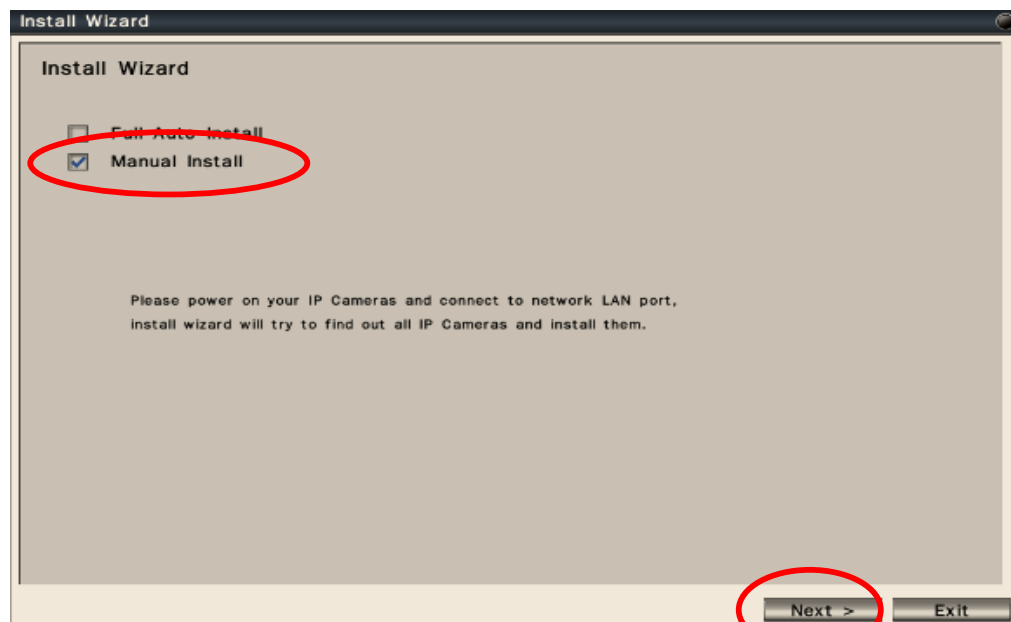 Install Wizard
Install Wizard
Full Auto Install
Manual Install
Please power on your IP Cameras and connect to network LAN port,
install wizard will try to find out all IP Cameras and install them.
Next >
Exit